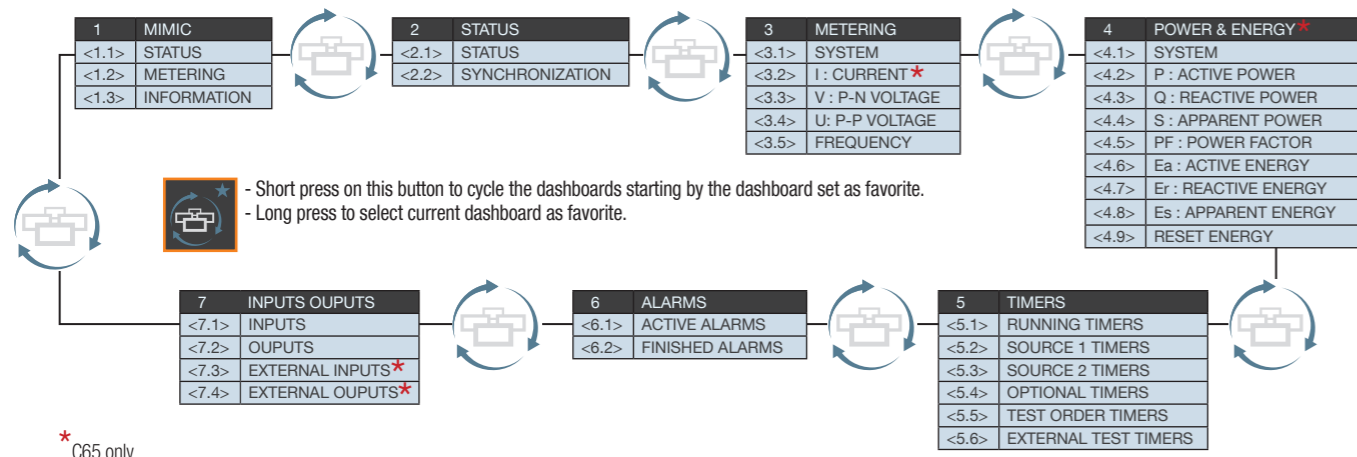 1 MIMIC
<1.1> STATUS
<1.2> METERING
<1.3> INFORMATION
2 STATUS
<2.1> STATUS
<2.2> SYNCHRONIZATION
3 METERING
<3.1> SYSTEM
<3.2> I : CURRENT*
<3.3> V : P-N VOLTAGE
<3.4> U: P-P VOLTAGE
<3.5> FREQUENCY
4 POWER & ENERGY*
<4.1> SYSTEM
<4.2> P : ACTIVE POWER
<4.3> Q : REACTIVE POWER
<4.4> S : APPARENT POWER
<4.5> PF : POWER FACTOR
<4.6> Ea : ACTIVE ENERGY
<4.7> Er : REACTIVE ENERGY
<4.8> Es : APPARENT ENERGY
<4.9> RESET ENERGY
- Short press on this button to cycle the dashboards starting by the dashboard set as favorite.
- Long press to select current dashboard as favorite.
7 INPUTS OUPUTS
<7.1> INPUTS
<7.2> OUPUTS
<7.3> EXTERNAL INPUTS*
<7.4> EXTERNAL OUPUTS*
6 ALARMS
<6.1> ACTIVE ALARMS
<6.2> FINISHED ALARMS
5 TIMERS
<5.1> RUNNING TIMERS
<5.2> SOURCE 1 TIMERS
<5.3> SOURCE 2 TIMERS
<5.4> OPTIONAL TIMERS
<5.5> TEST ORDER TIMERS
<5.6> EXTERNAL TEST TIMERS
*C65 only